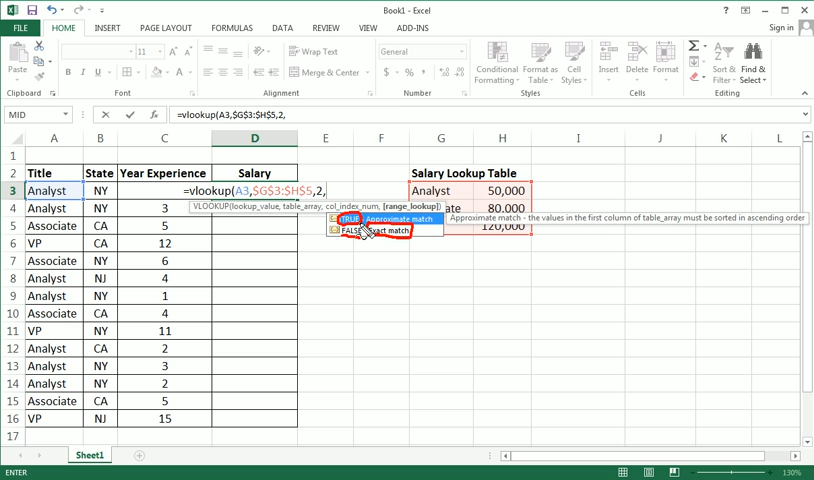 Book1 - Excel
Sign in
FILE HOME INSERT PAGE LAYOUT FORMULAS DATA REVIEW VIEW ADD-INS
Paste
B I U
11
Wrap Text
Merge & Center
General
$ % ,
Conditional Formatting
Format as Table
Cell Styles
Insert Delete Format
Sort & Filter
Find & Select
Clipboard Font Alignment Number Styles Cells Editing
MID =vlookup(A3,$G$3:$H$5,2,
A B C D E F G H I J K L
1
2 Title State Year Experience Salary Salary Lookup Table
3 Analyst NY =vlookup(A3,$G$3:$H$5,2, Analyst 50,000
VLOOKUP(lookup_value, table_array, col_index_num, [range_lookup])
4 Analyst NY 3 80,000
TRUE - Approximate match
Approximate match - the values in the first column of table_array must be sorted in ascending order
5 Associate CA 5 120,000
FALSE - Exact match
6 VP CA 12
7 Associate NY 6
8 Analyst NJ 4
9 Analyst NY 1
10 Associate CA 4
11 VP NY 11
12 Analyst CA 2
13 Analyst NY 3
14 Analyst NY 2
15 Associate CA 5
16 VP NJ 15
17
Sheet1
ENTER 130%